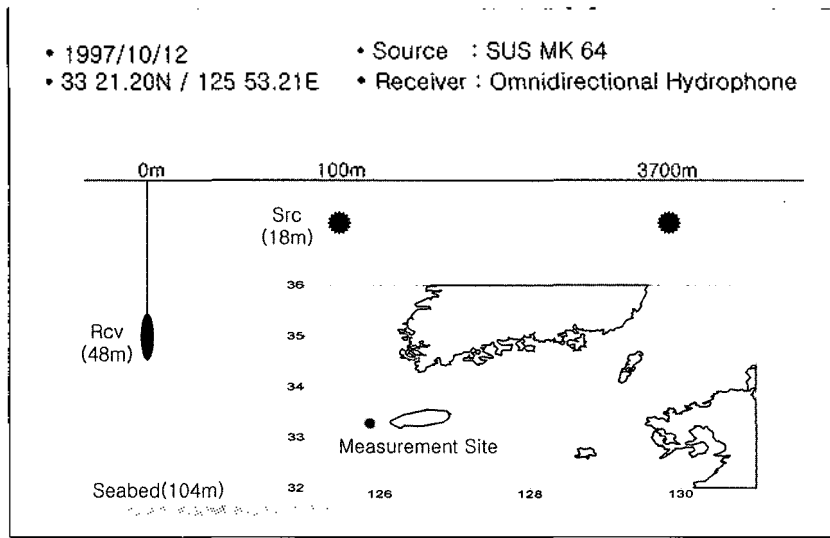 • 1997/10/12
• 33 21.20N / 125 53.21E
• Source : SUS MK 64
• Receiver : Omnidirectional Hydrophone
0m 100m 3700m
Src
(18m)
Rcv
(48m)
36
35
34
33
32
Measurement Site
Seabed(104m)
126 128 130